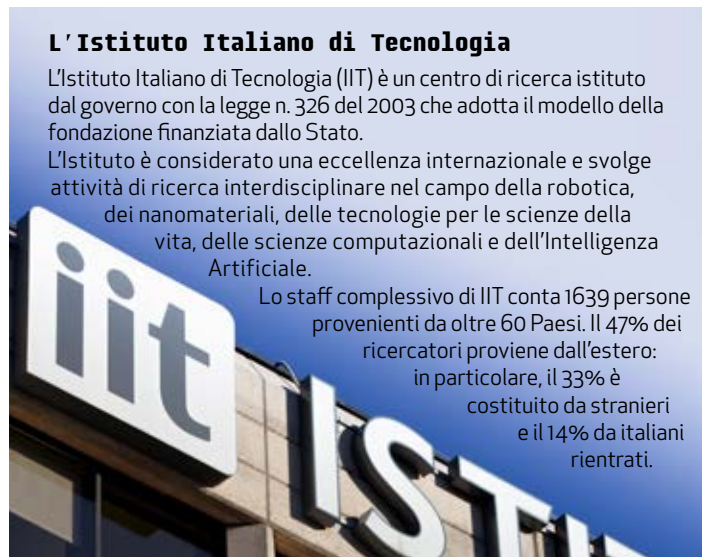 L'Istituto Italiano di Tecnologia
L'Istituto Italiano di Tecnologia (IIT) è un centro di ricerca istituto
dal governo con la legge n. 326 del 2003 che adotta il modello della
fondazione finanziata dallo Stato.
L'Istituto è considerato una eccellenza internazionale e svolge
attività di ricerca interdisciplinare nel campo della robotica,
dei nanomateriali, delle tecnologie per le scienze della
vita, delle scienze computazionali e dell'Intelligenza
Artificiale.
Lo staff complessivo di IIT conta 1639 persone
provenienti da oltre 60 Paesi. Il 47% dei
ricercatori proviene dall'estero:
in particolare, il 33% è
costituito da stranieri
e il 14% da italiani
rientrati.
iit
ISTI